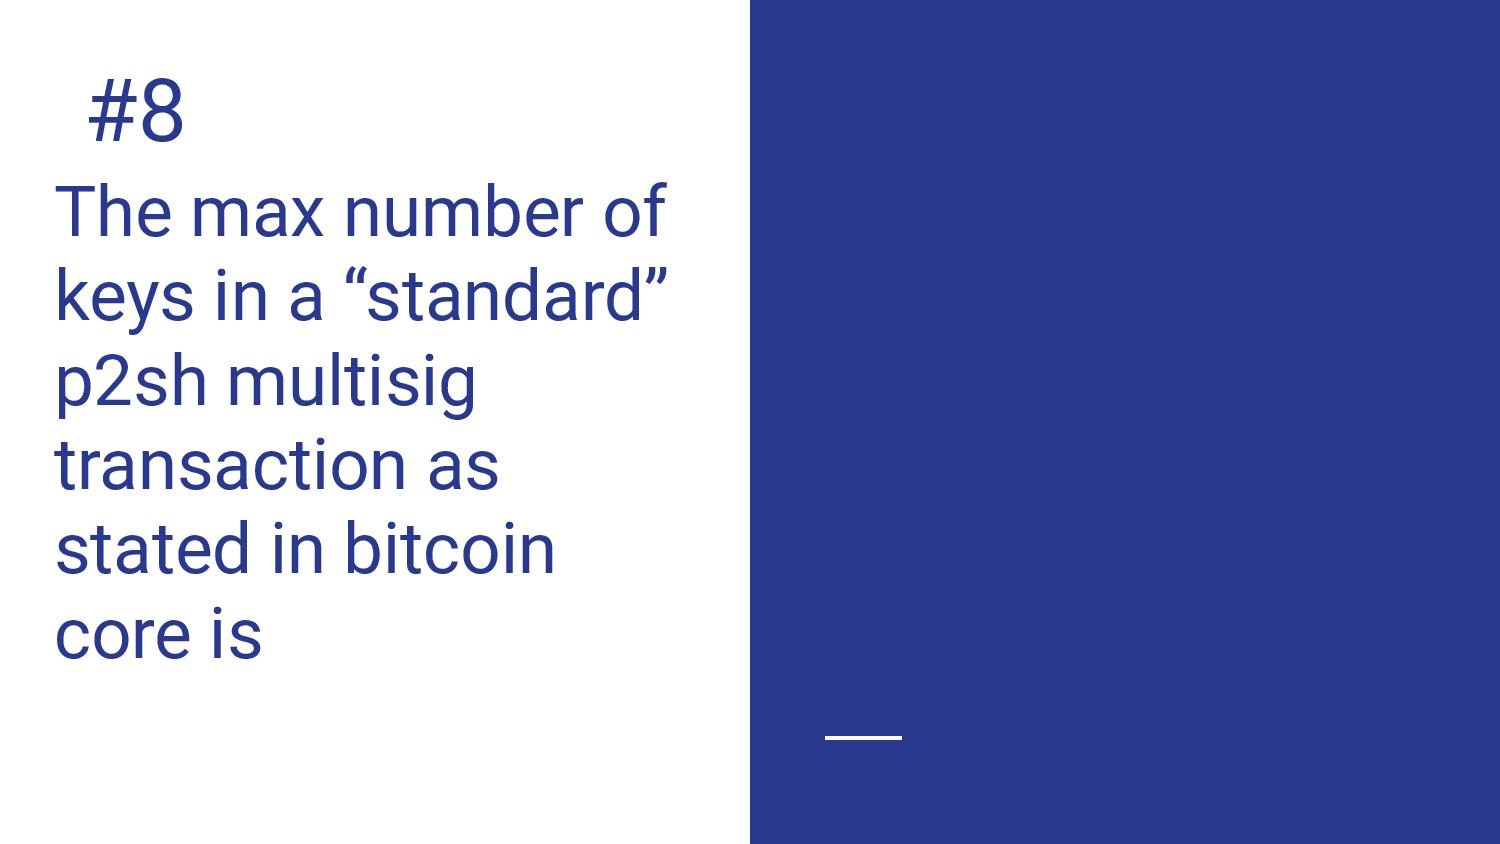 #8
The max number of
keys in a “standard”
p2sh multisig
transaction as
stated in bitcoin
core is